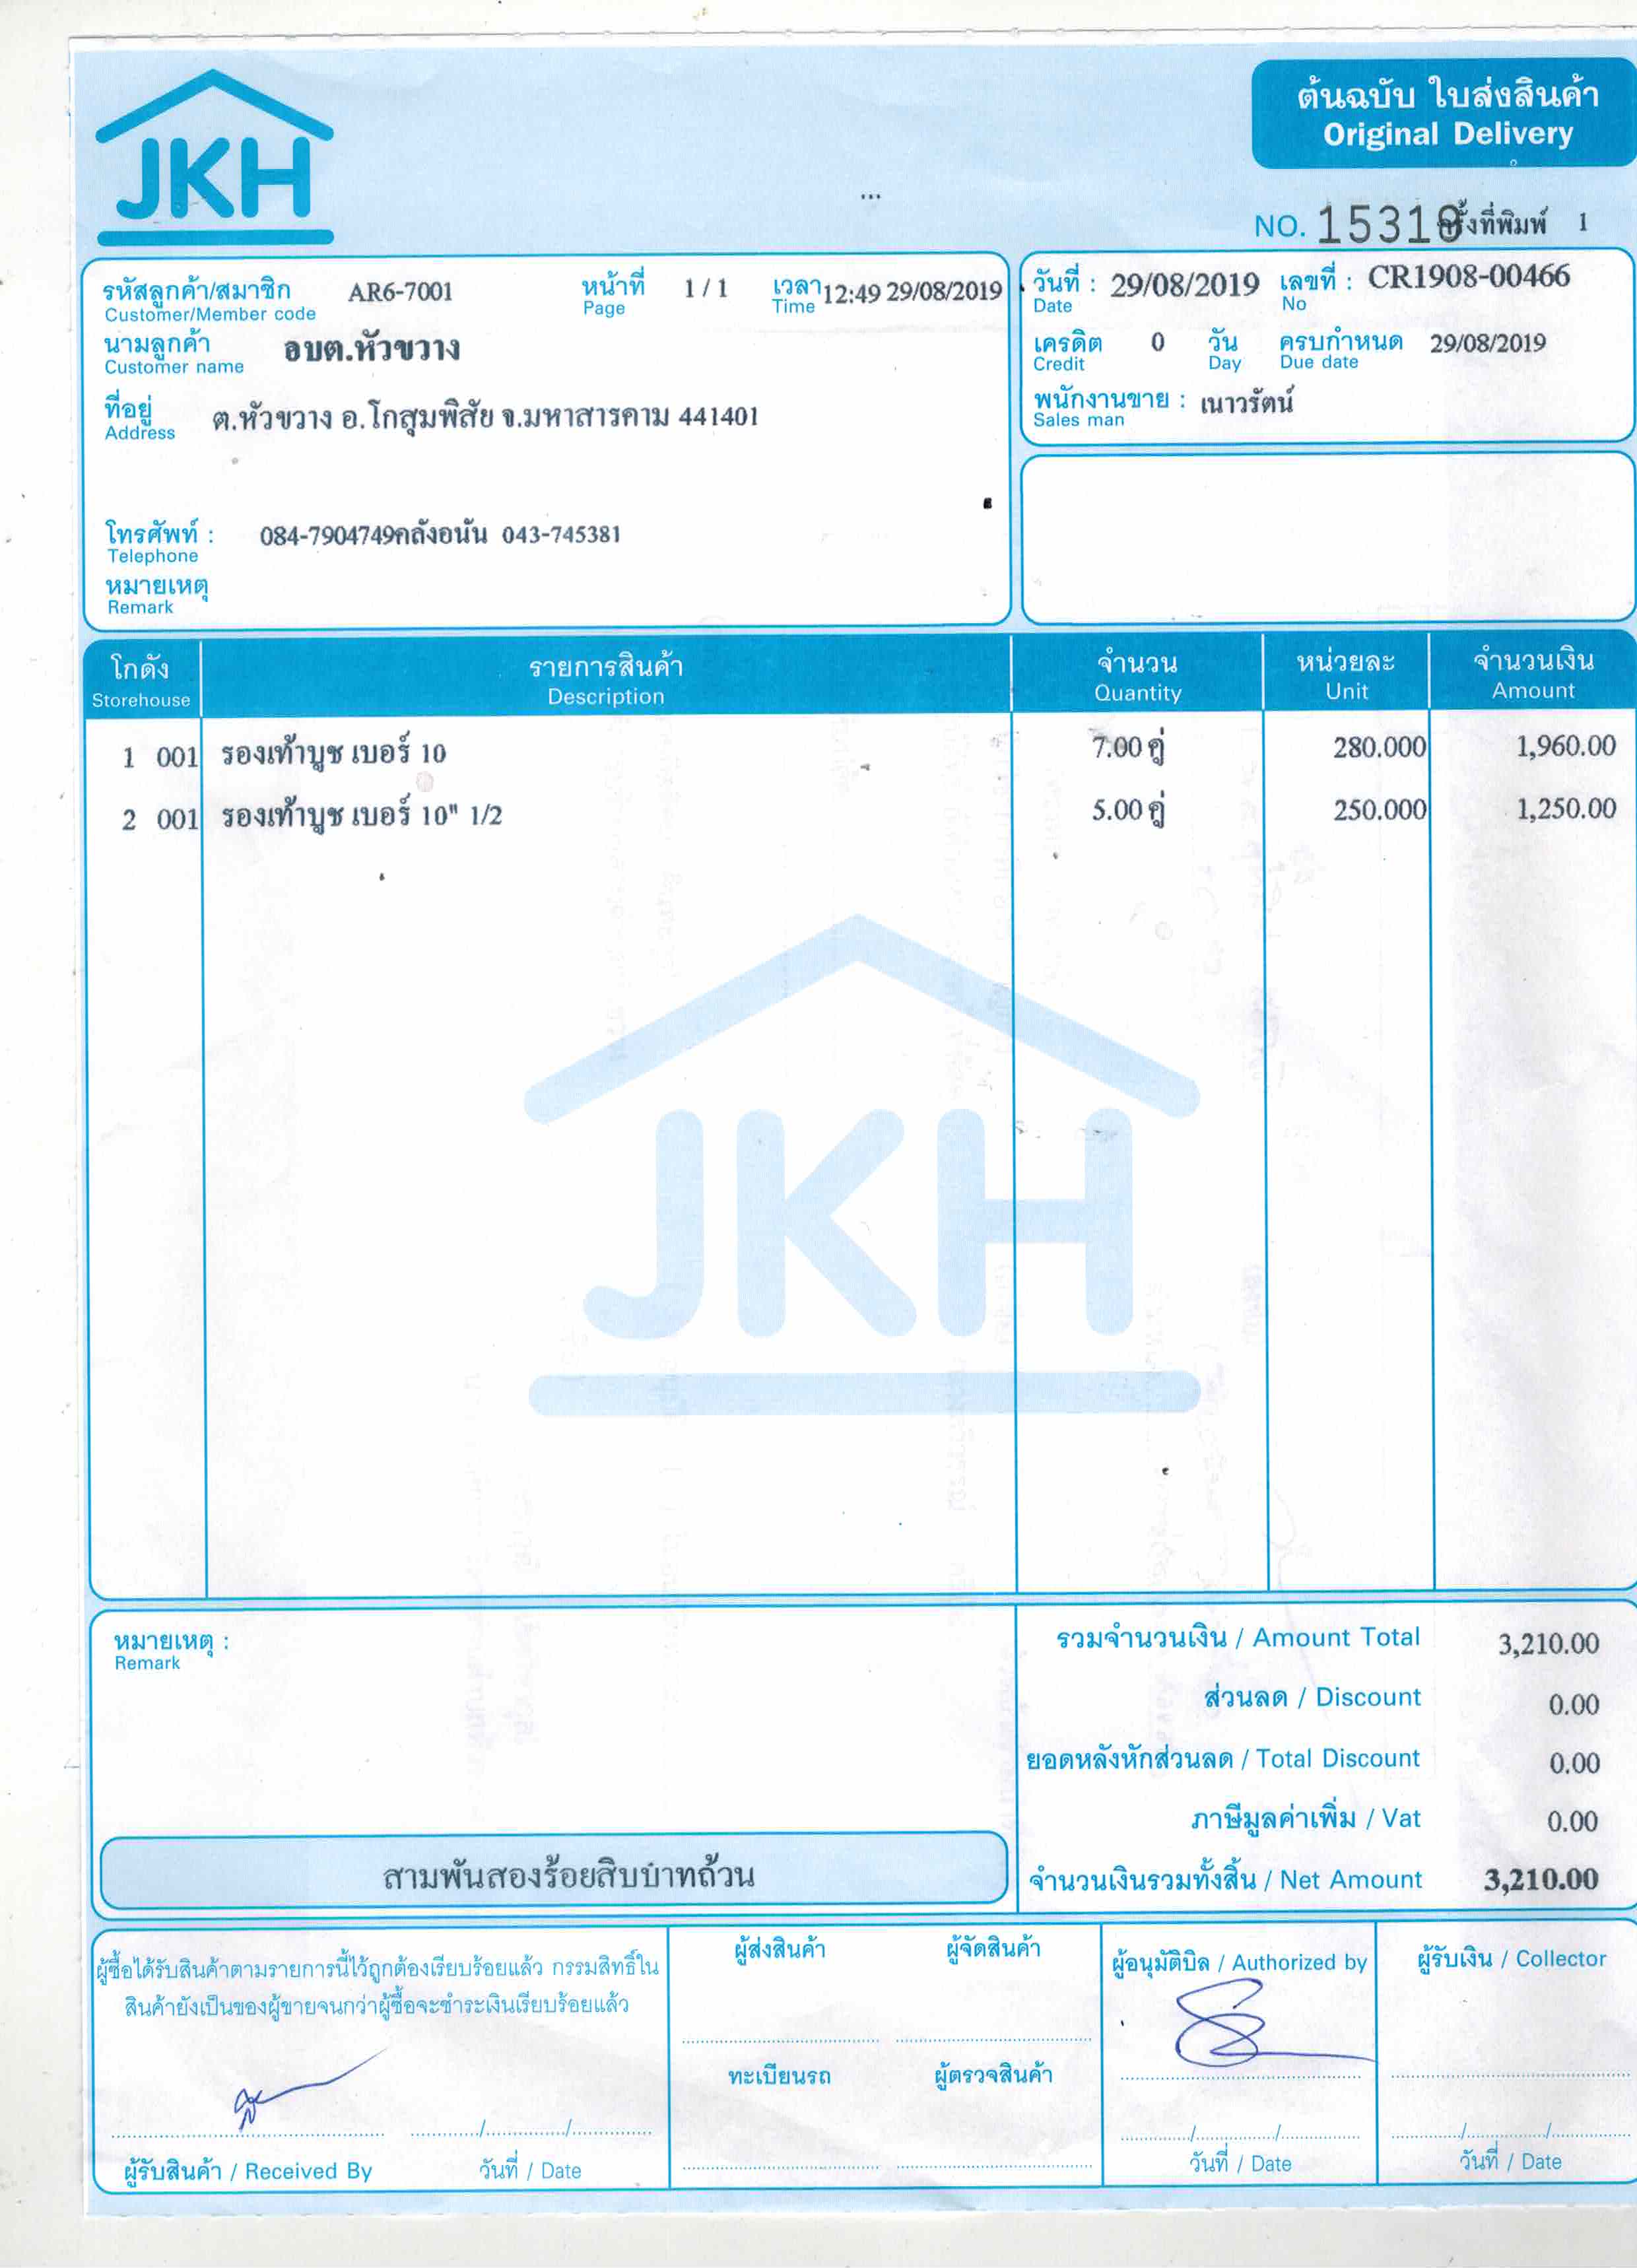 JKH
ต้นฉบับ ใบส่งสินค้า
Original Delivery
NO. 15310 ครั้งที่พิมพ์ 1
รหัสลูกค้า/สมาชิก AR6-7001 หน้าที่ 1 / 1 เวลา 12:49 29/08/2019
Customer/Member code Page Time
นามลูกค้า อบต.หัวขวาง
Customer name
ที่อยู่ ต.หัวขวาง อ.โกสุมพิสัย จ.มหาสารคาม 441401
Address
โทรศัพท์ : 084-7904749คลังอนัน 043-745381
Telephone
หมายเหตุ
Remark
วันที่ : 29/08/2019 เลขที่ : CR1908-00466
Date No
เครดิต 0 วัน ครบกำหนด 29/08/2019
Credit Day Due date
พนักงานขาย : เนาวรัตน์
Sales man
โกดัง รายการสินค้า จำนวน หน่วยละ จำนวนเงิน
Storehouse Description Quantity Unit Amount
1 001 รองเท้าบูช เบอร์ 10 7.00 คู่ 280.000 1,960.00
2 001 รองเท้าบูช เบอร์ 10" 1/2 5.00 คู่ 250.000 1,250.00
JKH
หมายเหตุ :
Remark
รวมจำนวนเงิน / Amount Total 3,210.00
ส่วนลด / Discount 0.00
ยอดหลังหักส่วนลด / Total Discount 0.00
ภาษีมูลค่าเพิ่ม / Vat 0.00
สามพันสองร้อยสิบบาทถ้วน
จำนวนเงินรวมทั้งสิ้น / Net Amount 3,210.00
ผู้ซื้อได้รับสินค้าตามรายการนี้ไว้ถูกต้องเรียบร้อยแล้ว กรรมสิทธิ์ใน
สินค้ายังเป็นของผู้ขายจนกว่าผู้ซื้อจะชำระเงินเรียบร้อยแล้ว
ผู้รับสินค้า / Received By วันที่ / Date
ผู้ส่งสินค้า ผู้จัดสินค้า
ทะเบียนรถ ผู้ตรวจสินค้า
ผู้อนุมัติบิล / Authorized by
วันที่ / Date
ผู้รับเงิน / Collector
วันที่ / Date